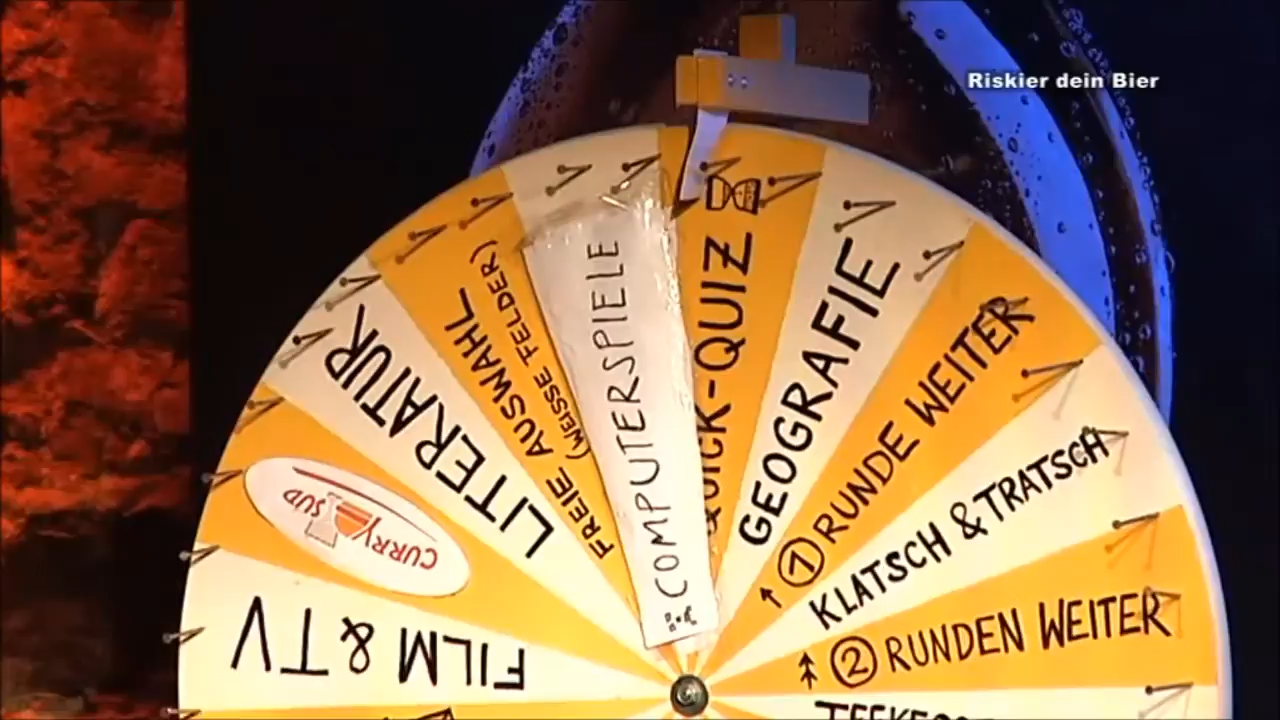 Riskier dein Bier
FILM & TV
CURRY
SÜD
LITERATUR
FREIE AUSWAHL
(WEISSE FELDER)
COMPUTERSPIELE
QUICK-QUIZ
GEOGRAFIE
1 RUNDE WEITER
KLATSCH & TRATSCH
2 RUNDEN WEITER